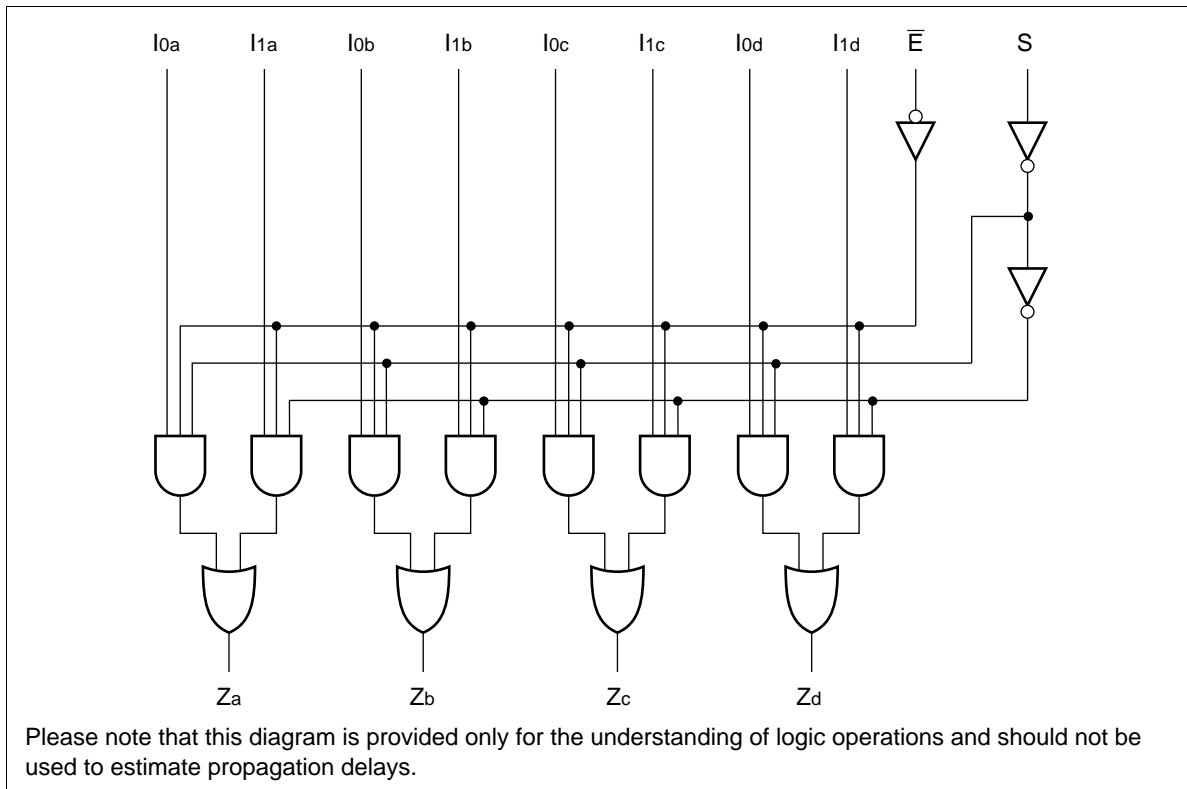 I0a I1a I0b I1b I0c I1c I0d I1d E̅ S
Za Zb Zc Zd
Please note that this diagram is provided only for the understanding of logic operations and should not be
used to estimate propagation delays.